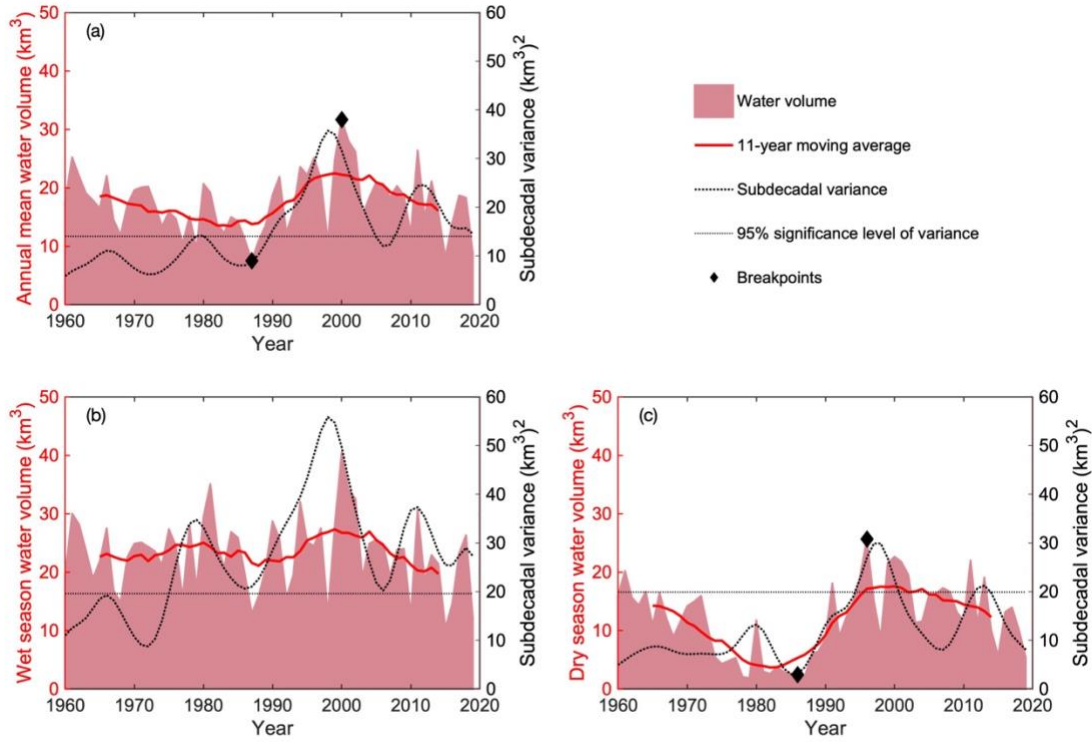 (a)
Annual mean water volume (km³)
50
40
30
20
10
0
Subdecadal variance (km³)²
60
50
40
30
20
10
0
1960 1970 1980 1990 2000 2010 2020
Year
Water volume
11-year moving average
Subdecadal variance
95% significance level of variance
Breakpoints
(b)
Wet season water volume (km³)
50
40
30
20
10
0
Subdecadal variance (km³)²
60
50
40
30
20
10
0
1960 1970 1980 1990 2000 2010 2020
Year
(c)
Dry season water volume (km³)
50
40
30
20
10
0
Subdecadal variance (km³)²
60
50
40
30
20
10
0
1960 1970 1980 1990 2000 2010 2020
Year